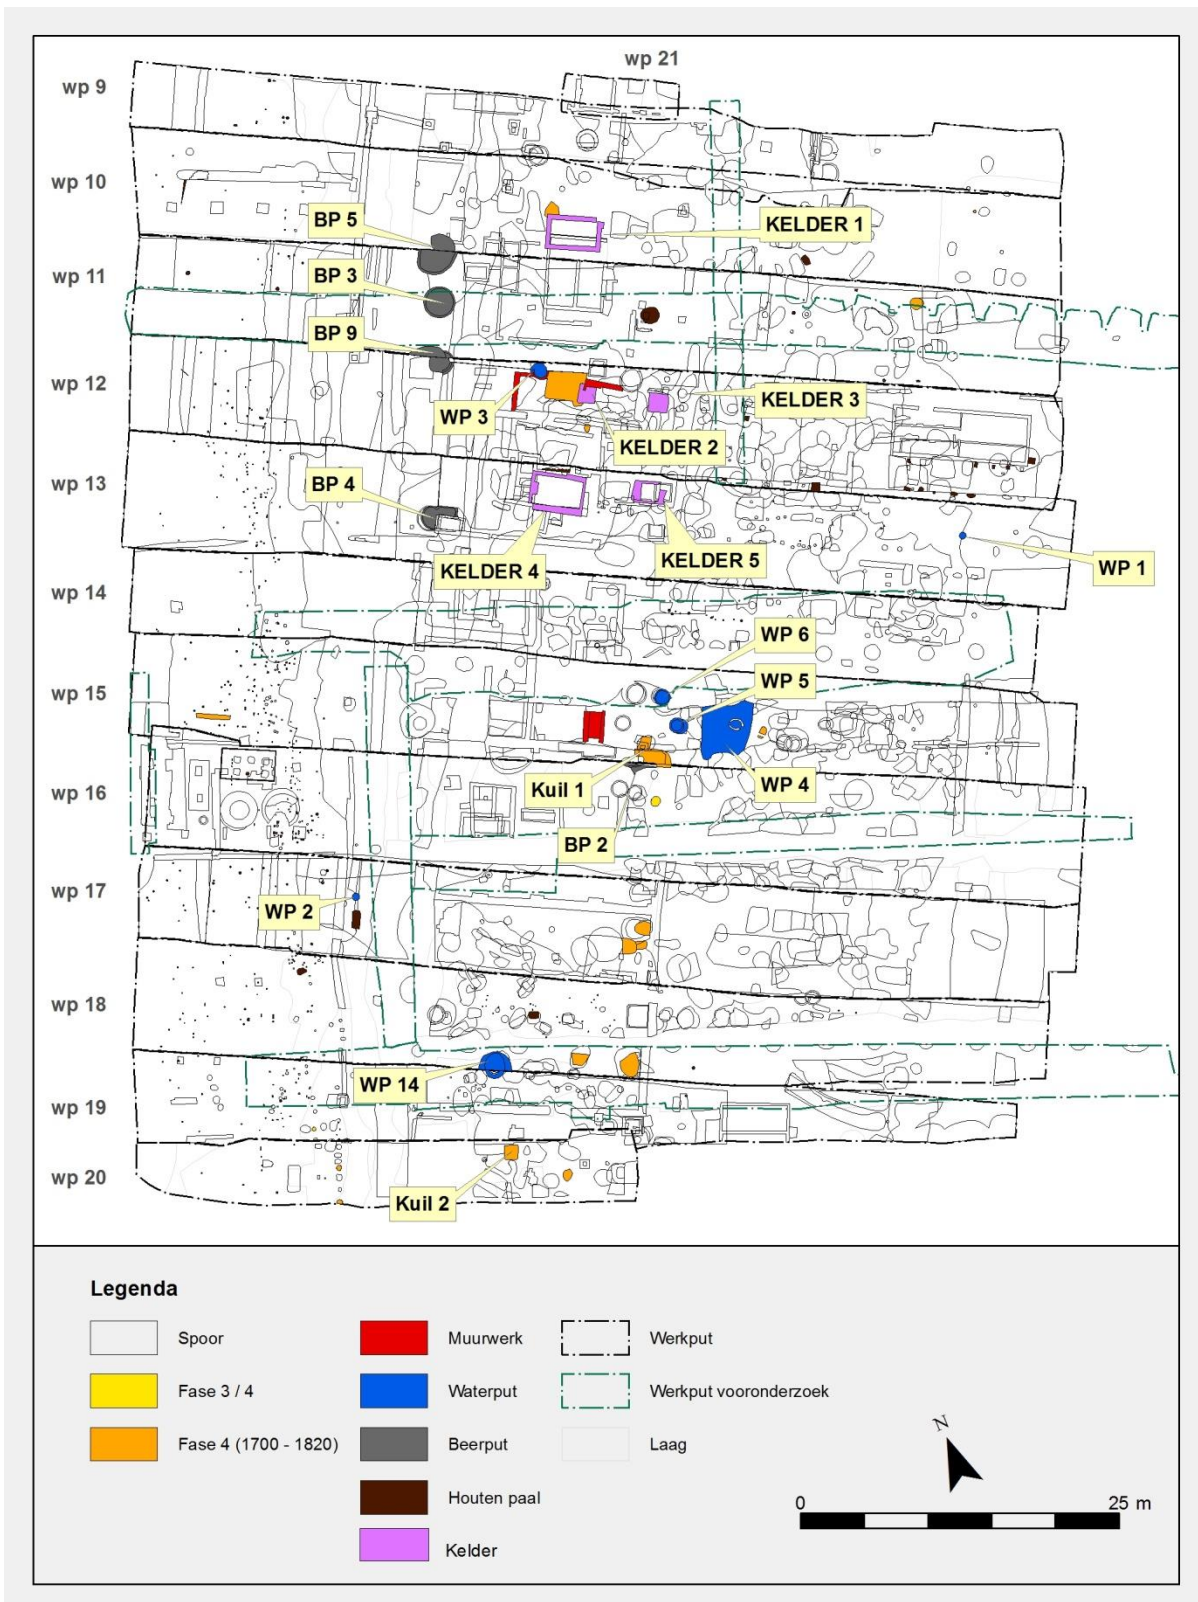 wp 21
wp 9
wp 10
BP 5
KELDER 1
wp 11
BP 3
BP 9
wp 12
WP 3
KELDER 3
KELDER 2
wp 13
BP 4
KELDER 4
KELDER 5
WP 1
wp 14
WP 6
wp 15
WP 5
Kuil 1
WP 4
wp 16
BP 2
wp 17
WP 2
wp 18
WP 14
wp 19
wp 20
Kuil 2
Legenda
Spoor
Fase 3 / 4
Fase 4 (1700 - 1820)
Muurwerk
Waterput
Beerput
Houten paal
Kelder
Werkput
Werkput vooronderzoek
Laag
N
0
25 m